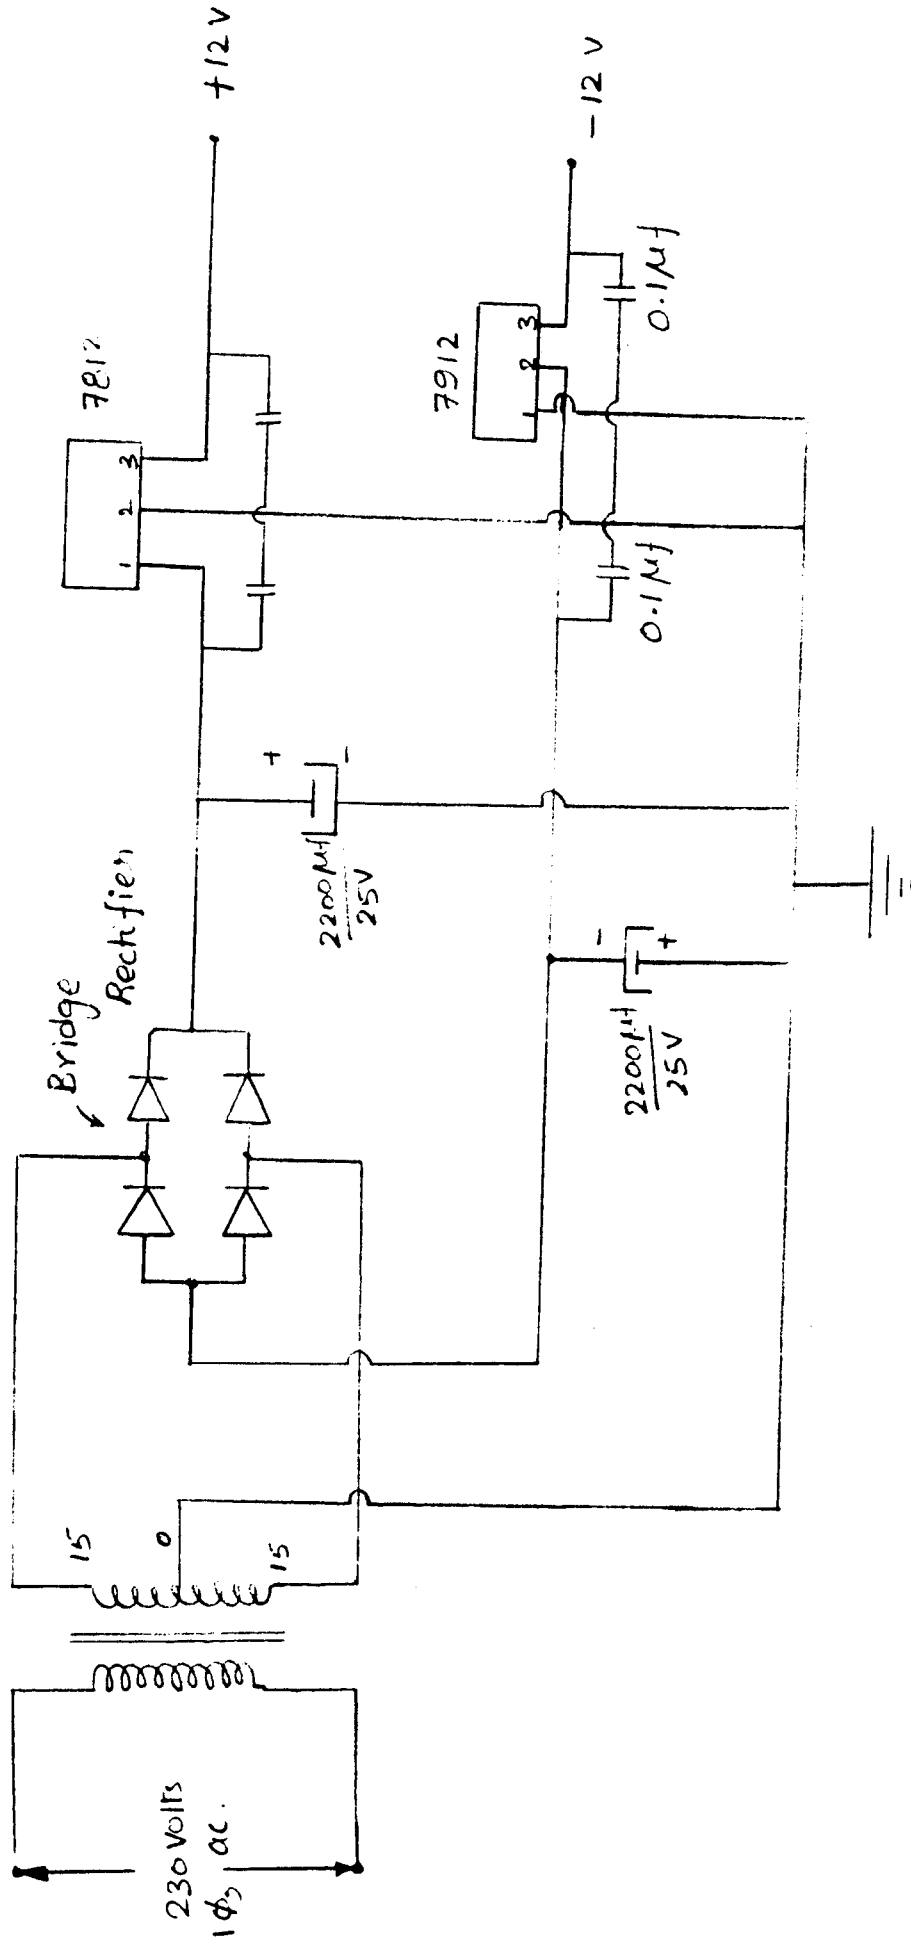 230 volts
1ϕ, ac.
15
0
15
Bridge
Rectifier
+
-
2200μf
25V
-
+
2200μf
25V
7812
1 2 3
+12V
7912
1 2 3
-12V
0.1μf
0.1μf